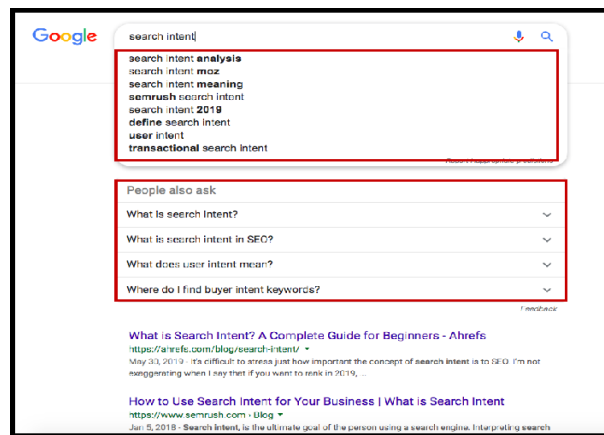 Google
search intent
search intent analysis
search intent moz
search intent meaning
semrush search intent
search intent 2019
define search intent
user intent
transactional search intent
Report inappropriate predictions
People also ask
What is search intent?
What is search intent in SEO?
What does user intent mean?
Where do I find buyer intent keywords?
Feedback
What is Search Intent? A Complete Guide for Beginners - Ahrefs
https://ahrefs.com/blog/search-intent/
May 30, 2019 - It's difficult to stress just how important the concept of search intent is to SEO. I'm not
exaggerating when I say that if you want to rank in 2019, ...
How to Use Search Intent for Your Business | What is Search Intent
https://www.semrush.com › Blog
Jan 5, 2018 - Search intent, is the ultimate goal of the person using a search engine. Interpreting search